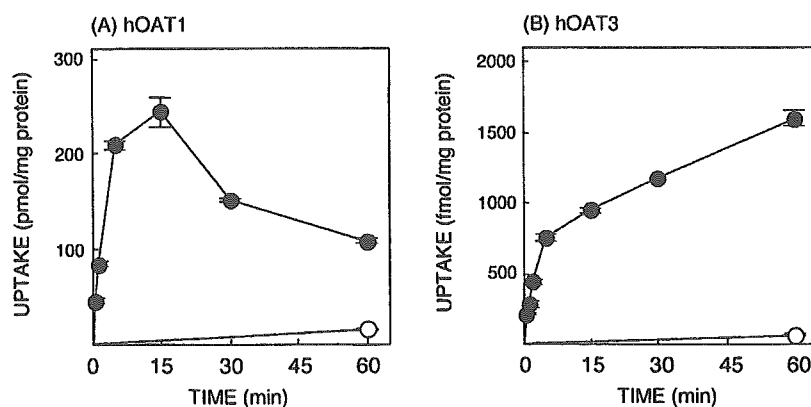 (A) hOAT1
UPTAKE (pmol/mg protein)
300
200
100
0 15 30 45 60
TIME (min)
(B) hOAT3
UPTAKE (fmol/mg protein)
2000
1500
1000
500
0 15 30 45 60
TIME (min)